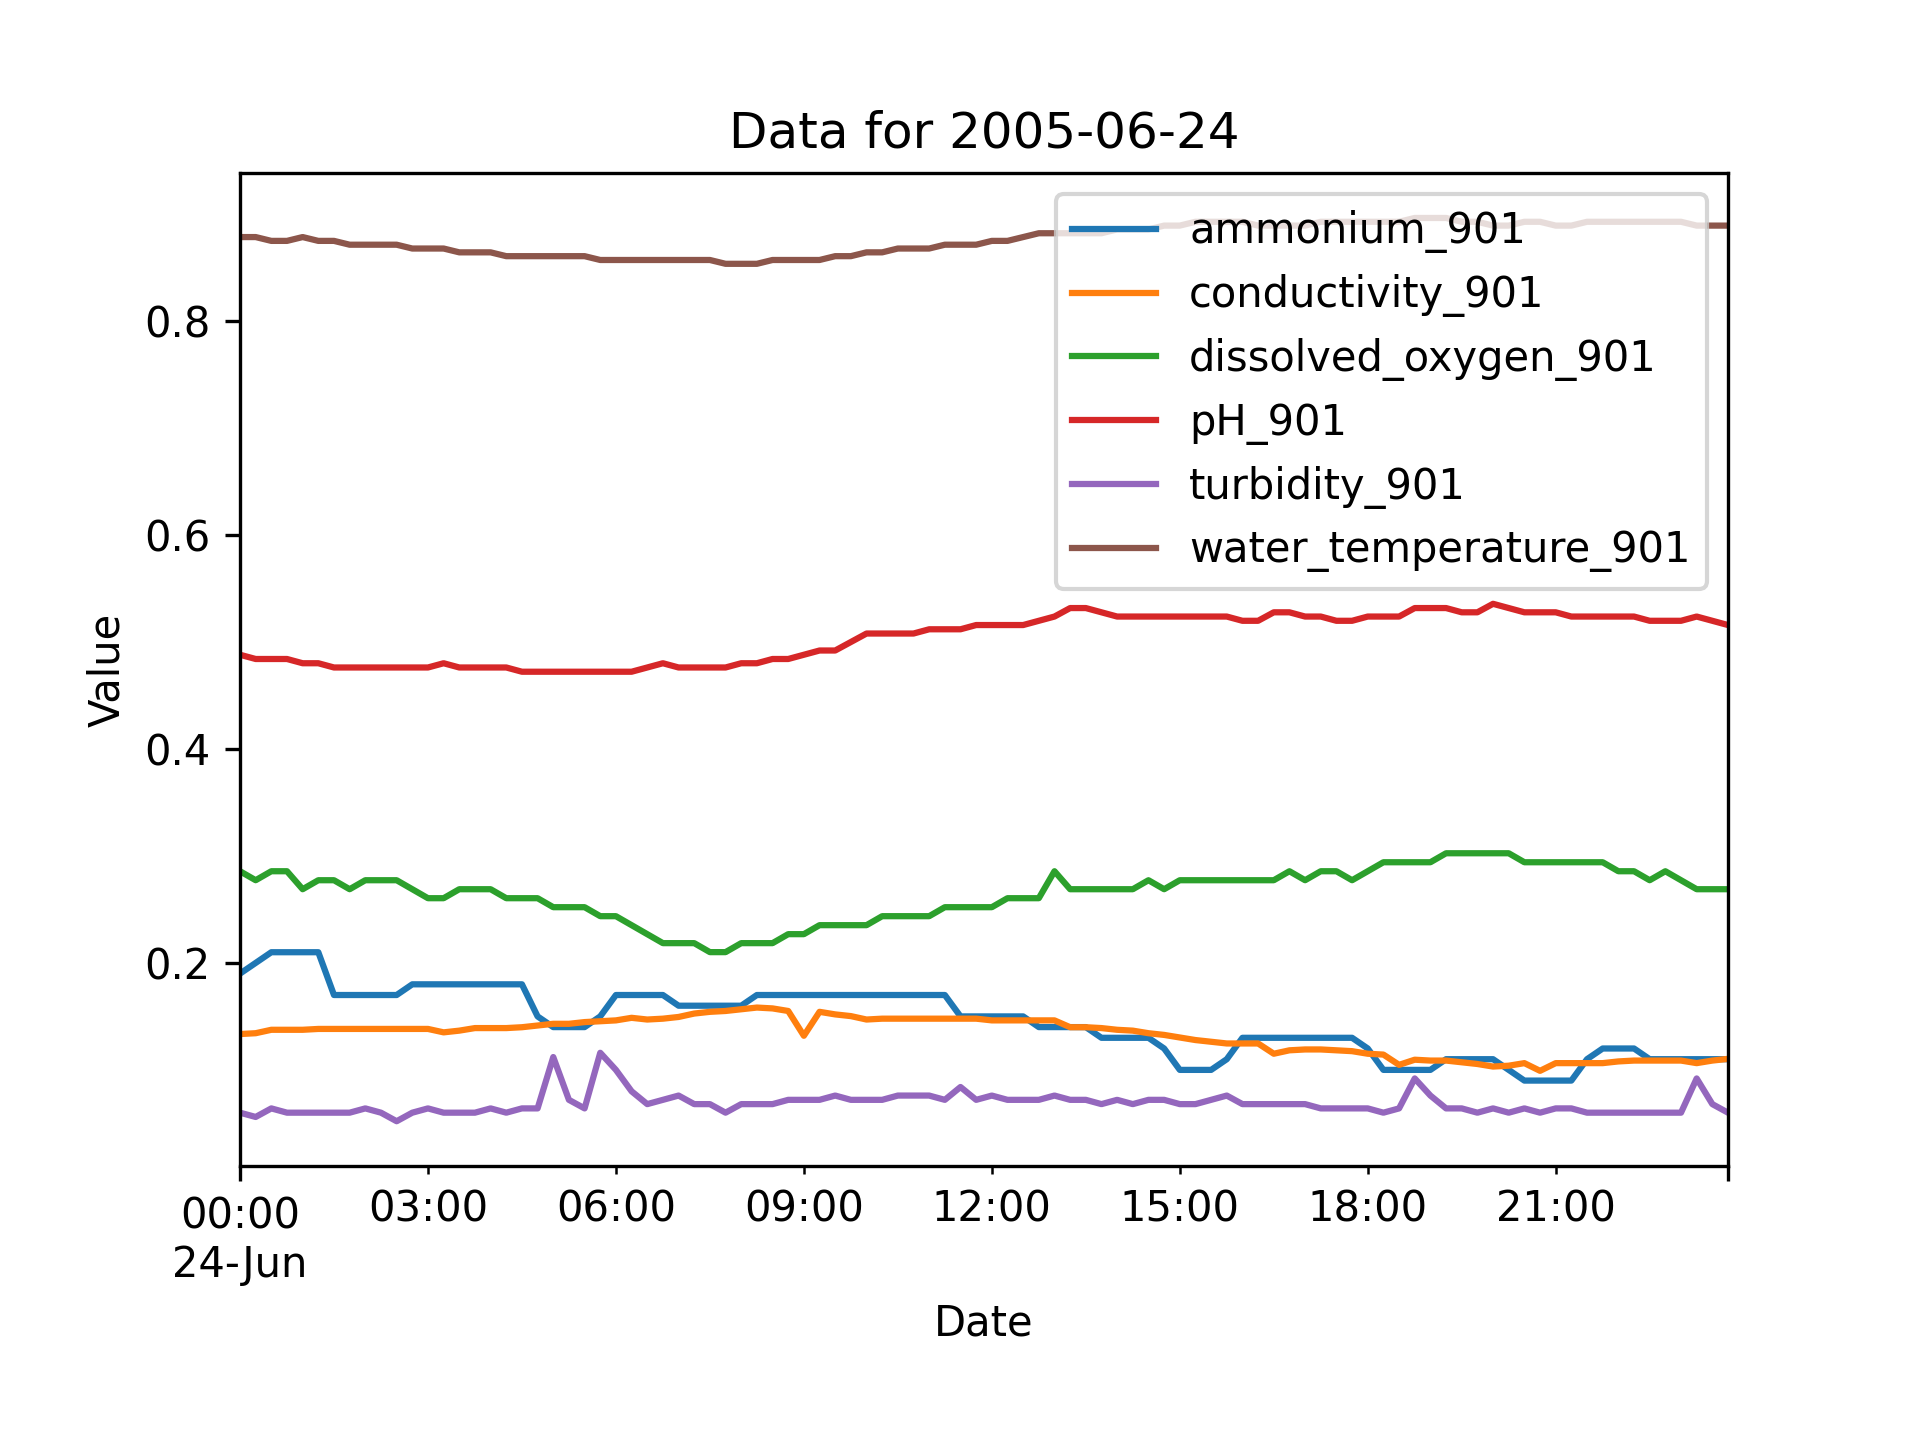 Data for 2005-06-24
ammonium_901
conductivity_901
dissolved_oxygen_901
pH_901
turbidity_901
water_temperature_901
0.8
0.6
0.4
0.2
Value
00:00 03:00 06:00 09:00 12:00 15:00 18:00 21:00
24-Jun
Date